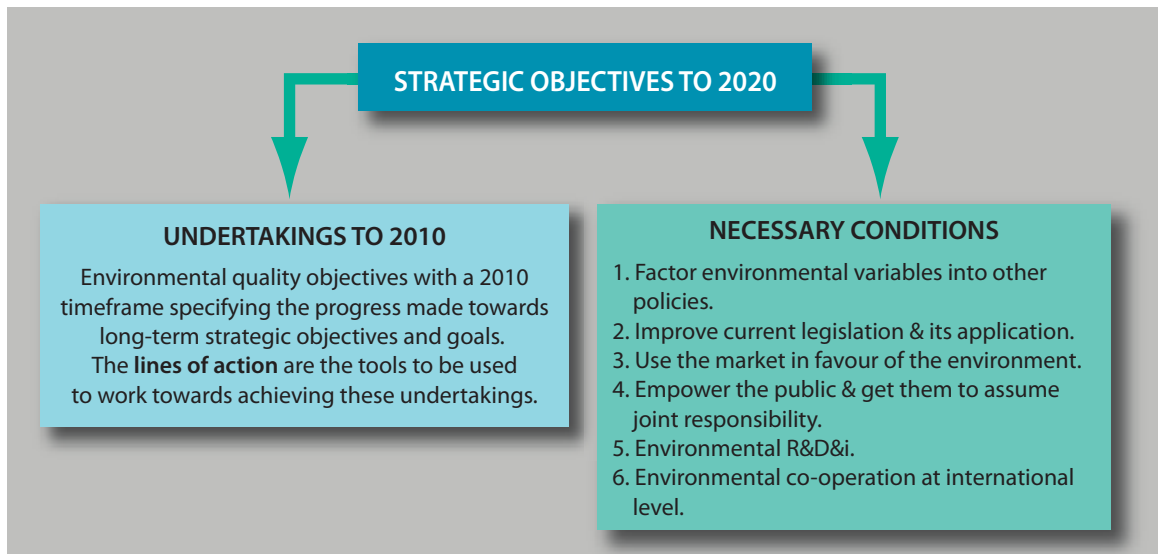 STRATEGIC OBJECTIVES TO 2020
UNDERTAKINGS TO 2010
Environmental quality objectives with a 2010
timeframe specifying the progress made towards
long-term strategic objectives and goals.
The lines of action are the tools to be used
to work towards achieving these undertakings.
NECESSARY CONDITIONS
1. Factor environmental variables into other
policies.
2. Improve current legislation & its application.
3. Use the market in favour of the environment.
4. Empower the public & get them to assume
joint responsibility.
5. Environmental R&D&i.
6. Environmental co-operation at international
level.